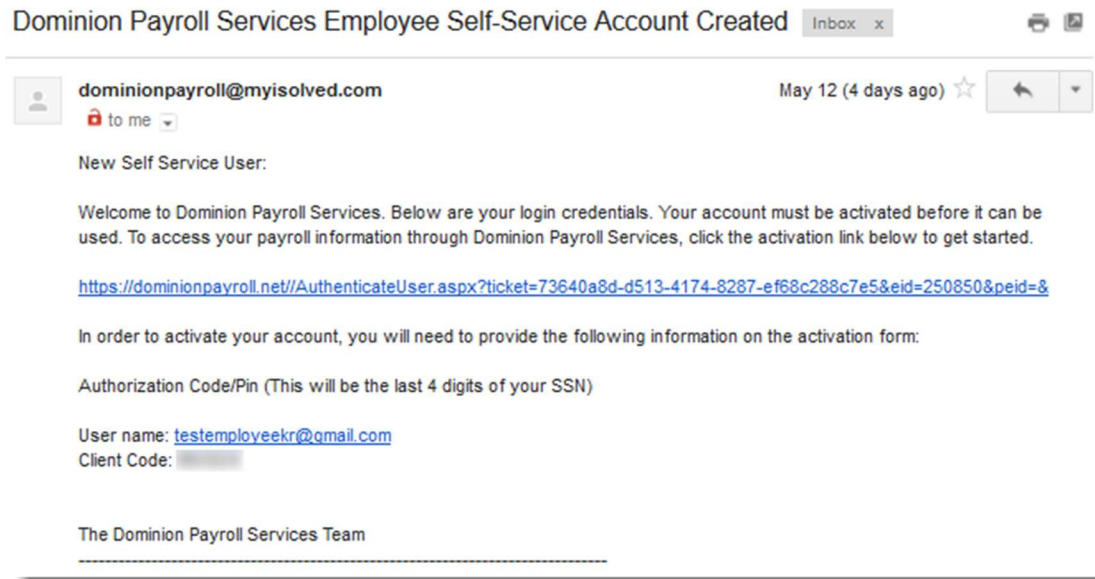 Dominion Payroll Services Employee Self-Service Account Created Inbox x
dominionpayroll@myisolved.com May 12 (4 days ago)
to me
New Self Service User:
Welcome to Dominion Payroll Services. Below are your login credentials. Your account must be activated before it can be
used. To access your payroll information through Dominion Payroll Services, click the activation link below to get started.
https://dominionpayroll.net//AuthenticateUser.aspx?ticket=73640a8d-d513-4174-8287-ef68c288c7e5&eid=250850&peid=&
In order to activate your account, you will need to provide the following information on the activation form:
Authorization Code/Pin (This will be the last 4 digits of your SSN)
User name: testemployeekr@gmail.com
Client Code:
The Dominion Payroll Services Team
--------------------------------------------------------------------------------